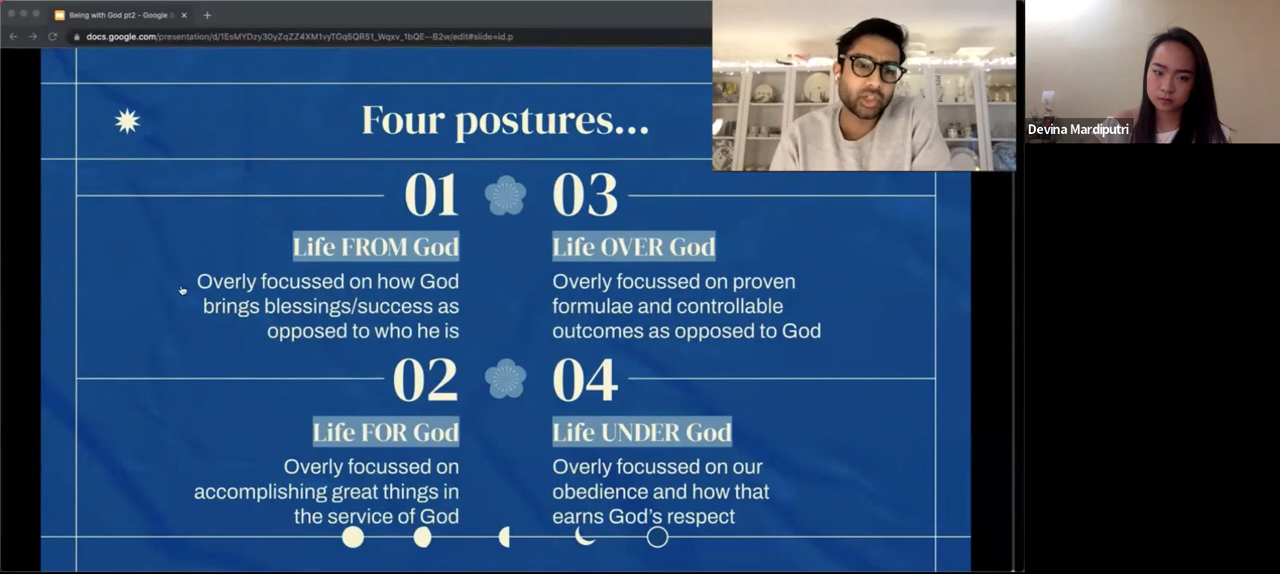 Being with God pt2 - Google S
docs.google.com/presentation/d/1EsMYDzy30yZqZZ4XM1vyTGq6QR51_Wqxv_1bQE--B2w/edit#slide=id.p
Four postures...
01
Life FROM God
Overly focussed on how God
brings blessings/success as
opposed to who he is
02
Life FOR God
Overly focussed on
accomplishing great things in
the service of God
03
Life OVER God
Overly focussed on proven
formulae and controllable
outcomes as opposed to God
04
Life UNDER God
Overly focussed on our
obedience and how that
earns God’s respect
Devina Mardiputri